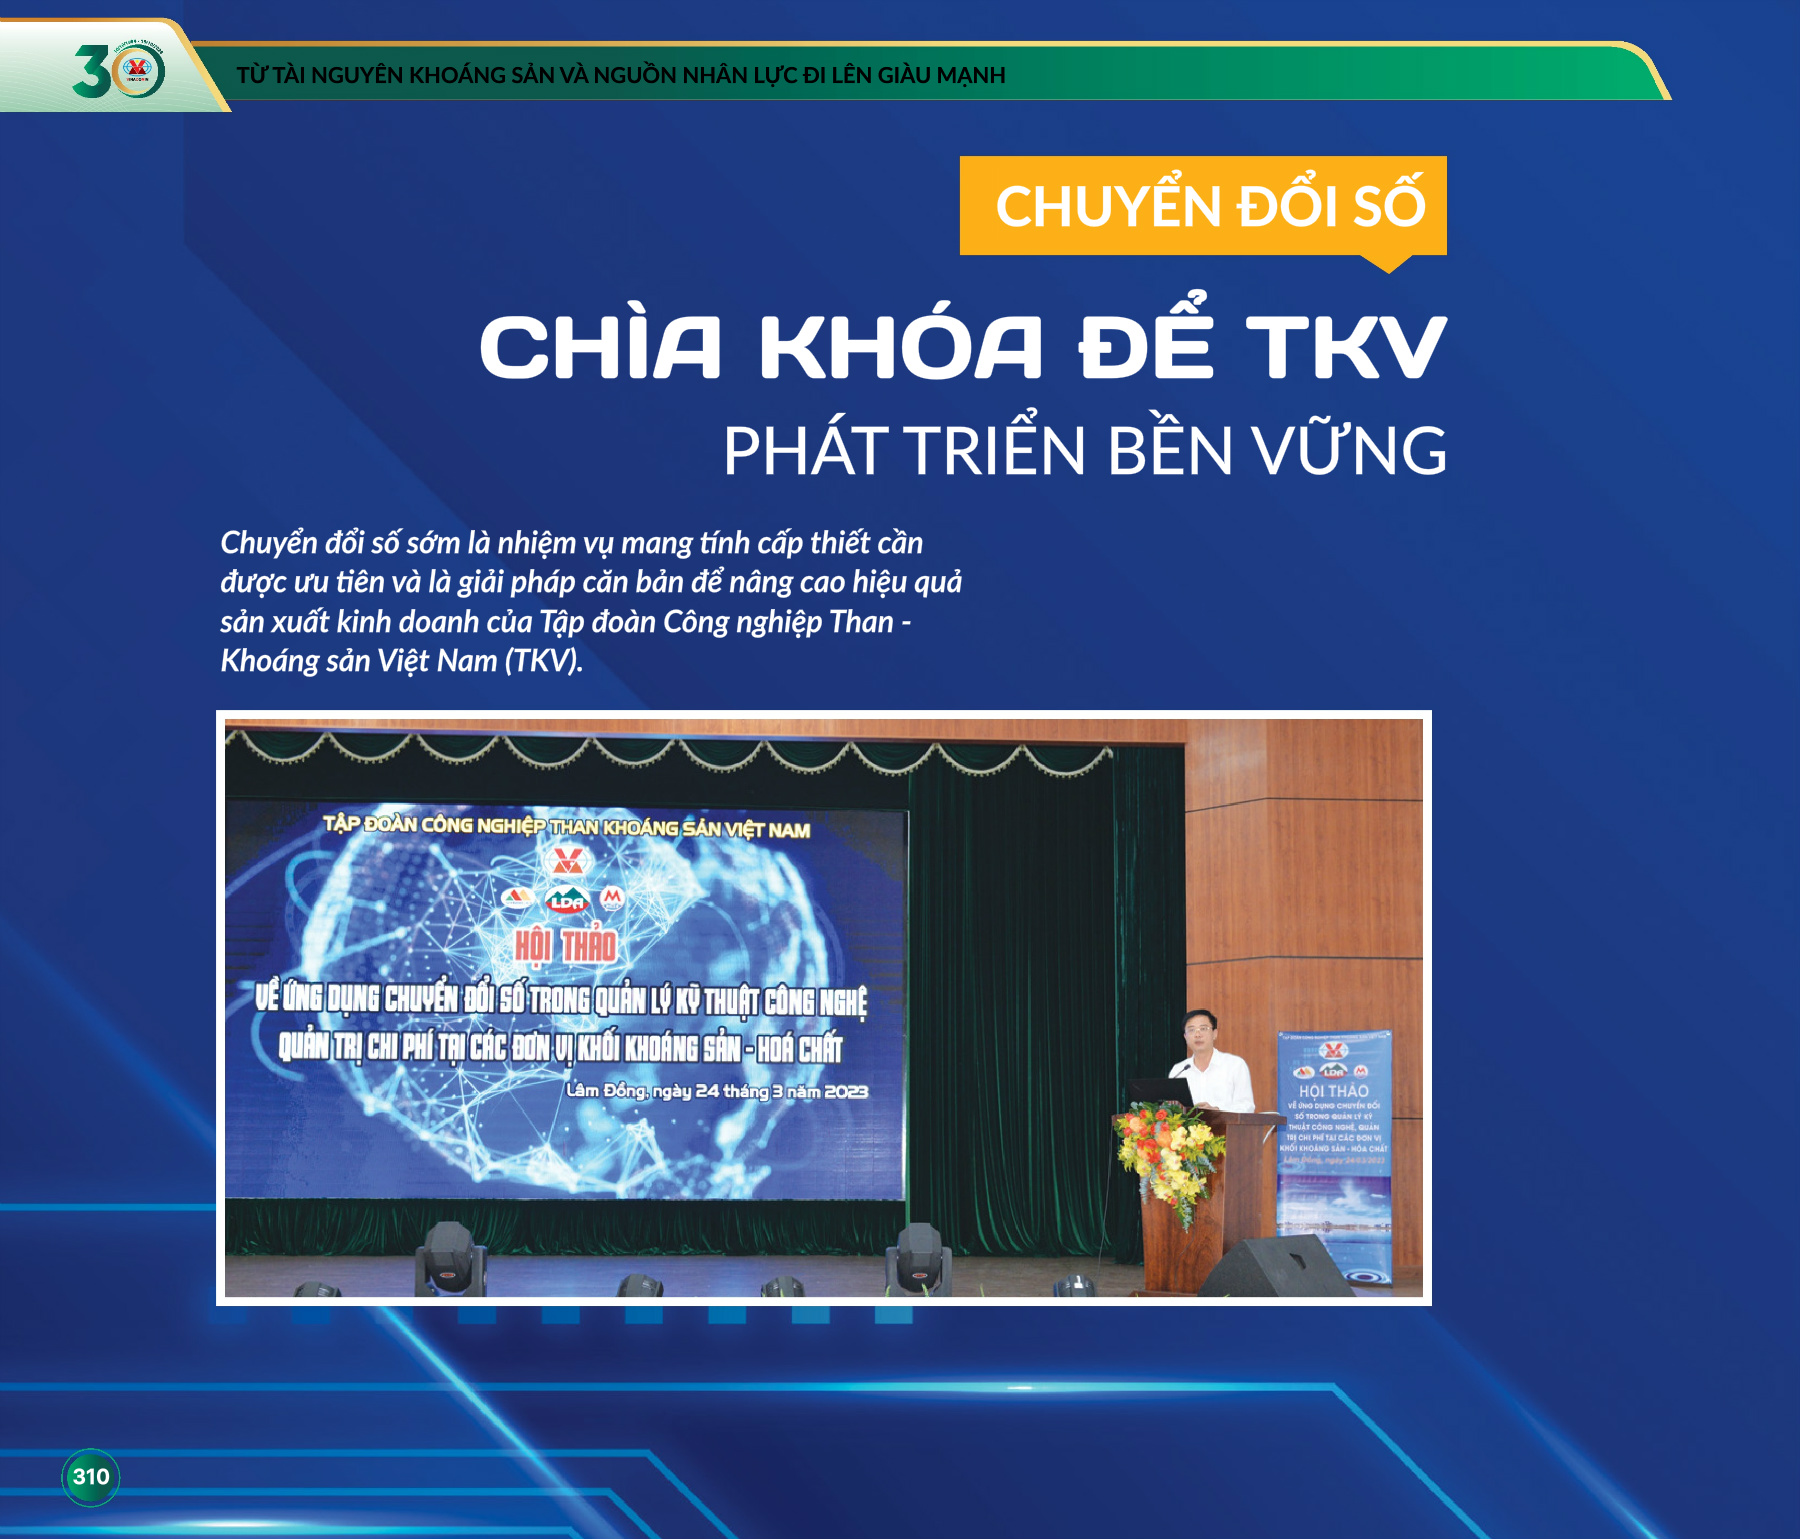 30
TỪ TÀI NGUYÊN KHOÁNG SẢN VÀ NGUỒN NHÂN LỰC ĐI LÊN GIÀU MẠNH
CHUYỂN ĐỔI SỐ
CHÌA KHÓA ĐỂ TKV
PHÁT TRIỂN BỀN VỮNG
Chuyển đổi số sớm là nhiệm vụ mang tính cấp thiết cần
được ưu tiên và là giải pháp căn bản để nâng cao hiệu quả
sản xuất kinh doanh của Tập đoàn Công nghiệp Than -
Khoáng sản Việt Nam (TKV).
TẬP ĐOÀN CÔNG NGHIỆP THAN KHOÁNG SẢN VIỆT NAM
LDA
HỘI THẢO
VỀ ỨNG DỤNG CHUYỂN ĐỔI SỐ TRONG QUẢN LÝ KỸ THUẬT CÔNG NGHỆ
QUẢN TRỊ CHI PHÍ TẠI CÁC ĐƠN VỊ KHỐI KHOÁNG SẢN - HOÁ CHẤT
Lâm Đồng, ngày 24 tháng 3 năm 2023
LDA
HỘI THẢO
VỀ ỨNG DỤNG CHUYỂN ĐỔI
SỐ TRONG QUẢN LÝ KỸ
THUẬT CÔNG NGHỆ, QUẢN
TRỊ CHI PHÍ TẠI CÁC ĐƠN VỊ
KHỐI KHOÁNG SẢN - HÓA CHẤT
Lâm Đồng, ngày 24/03/2023
310